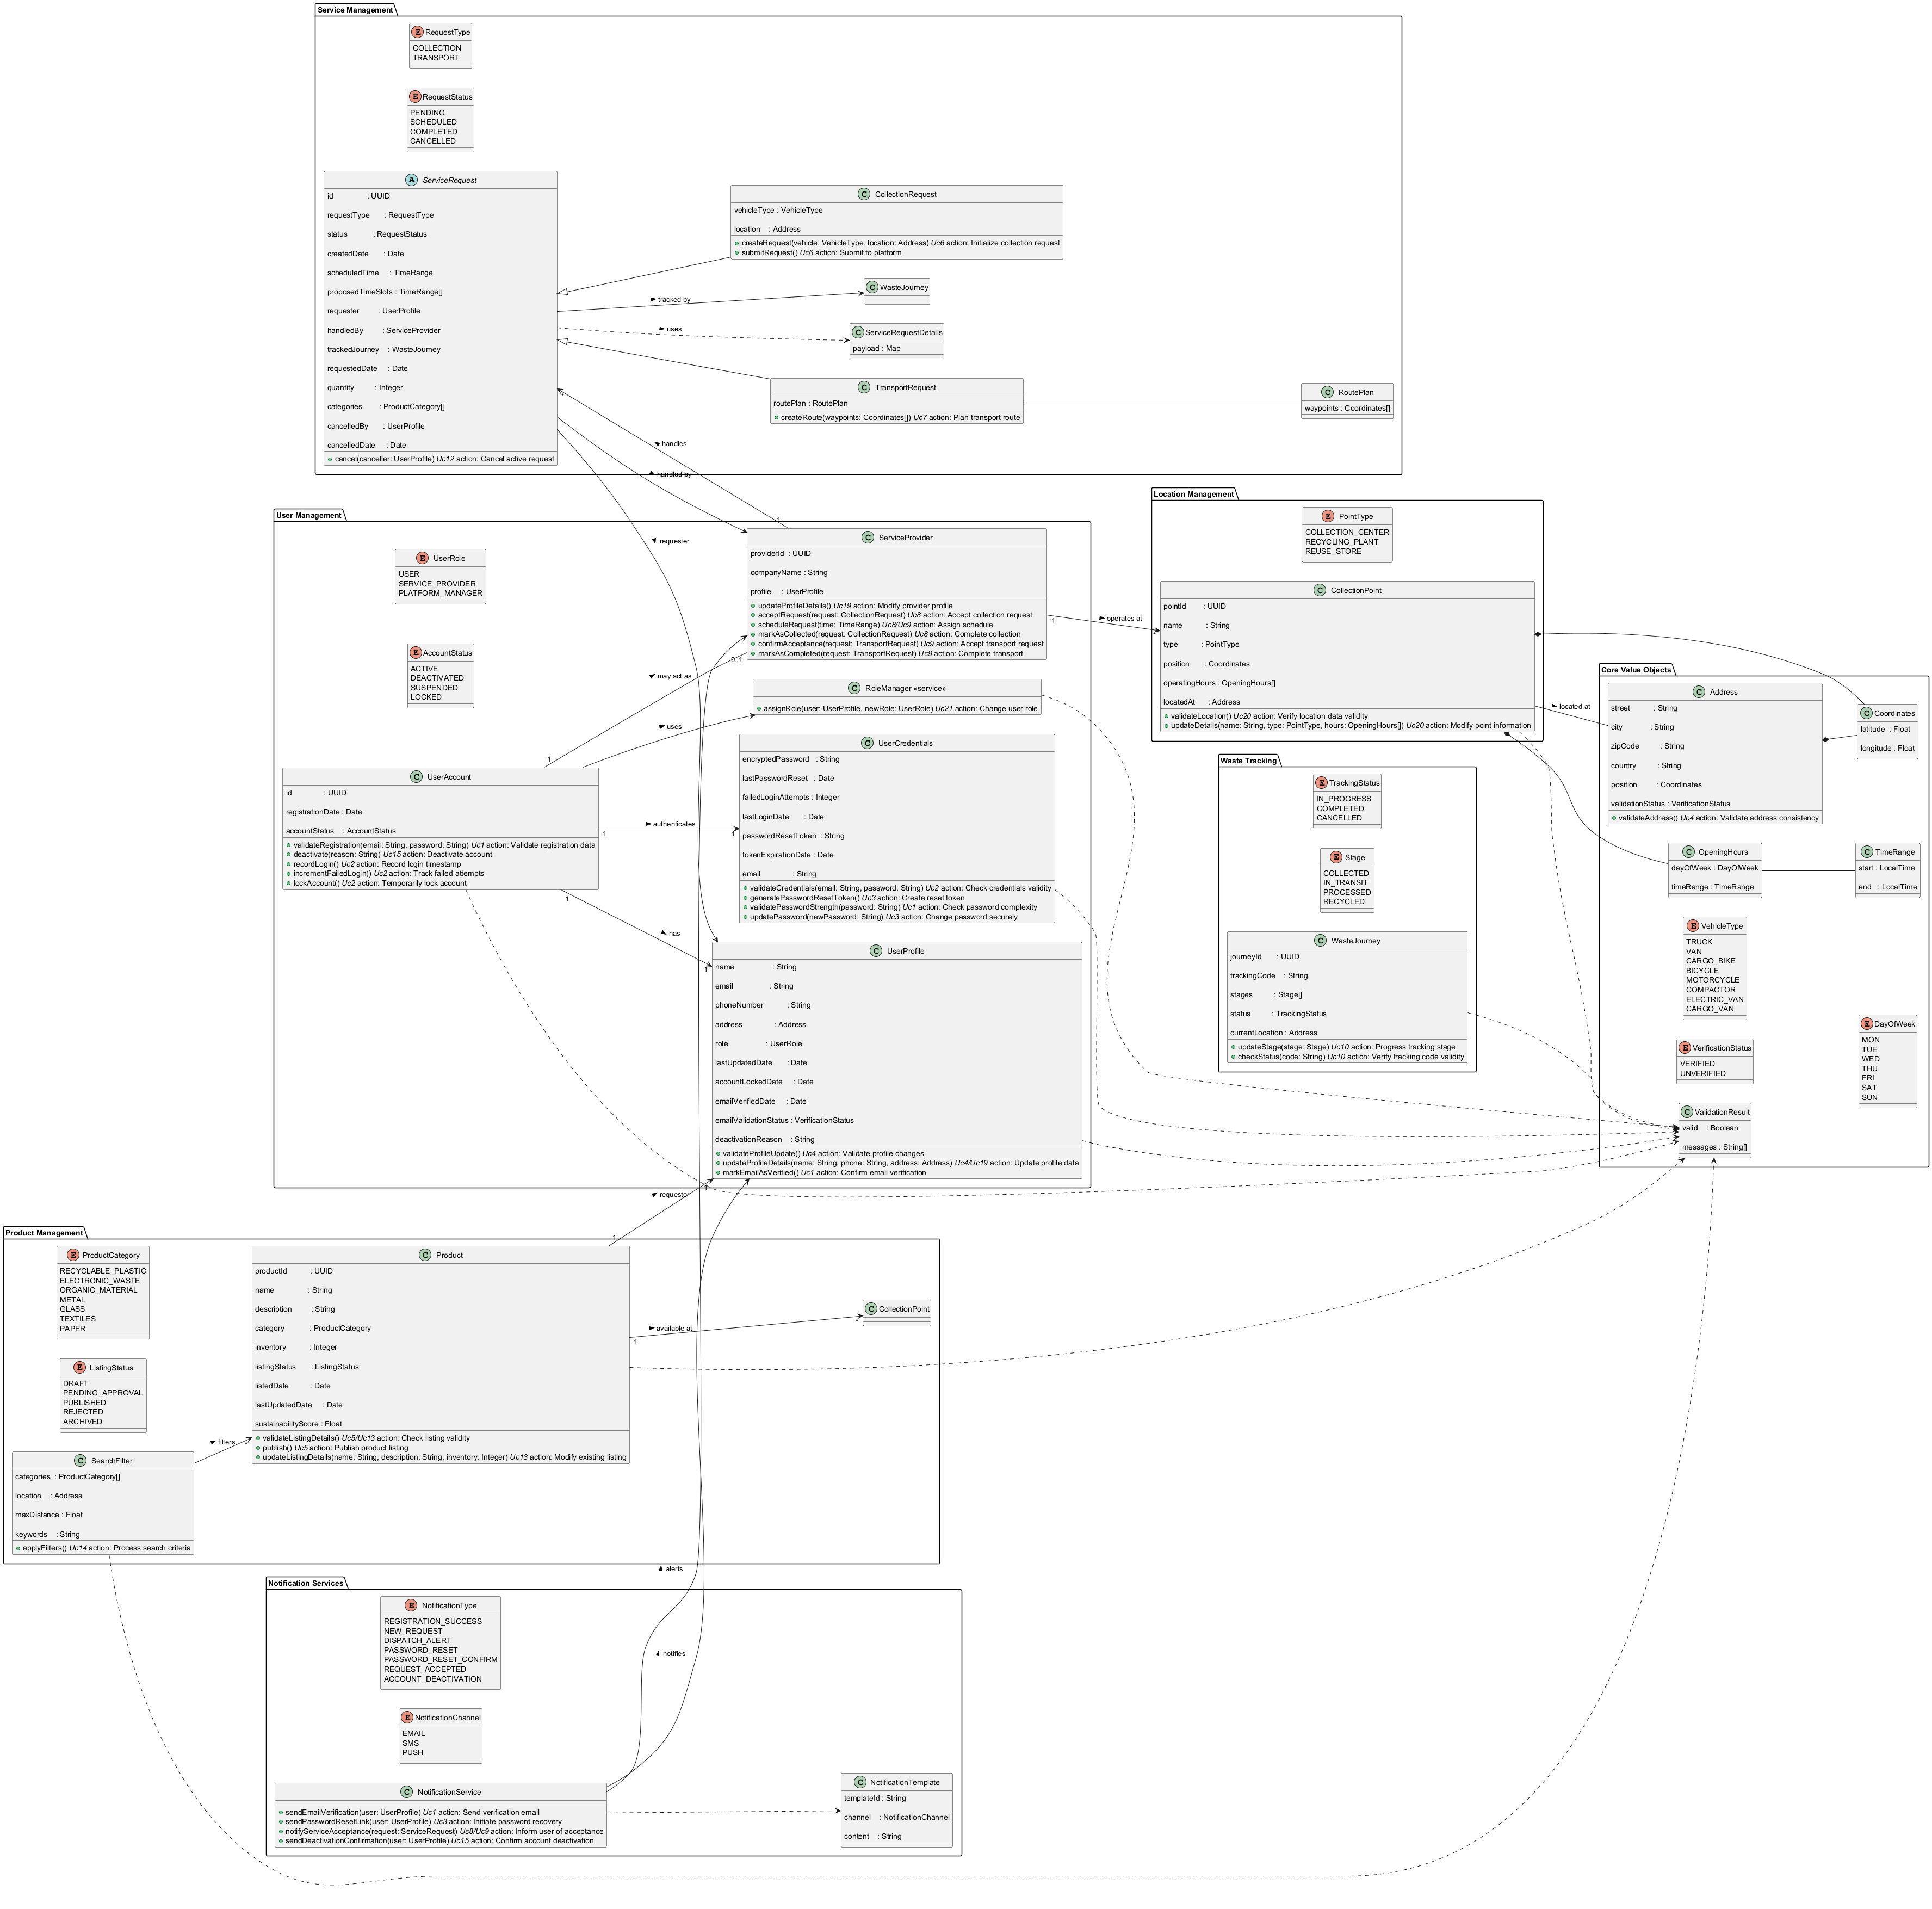 Service Management
E RequestType
COLLECTION
TRANSPORT
E RequestStatus
PENDING
SCHEDULED
COMPLETED
CANCELLED
A ServiceRequest
id : UUID
requestType : RequestType
status : RequestStatus
createdDate : Date
scheduledTime : TimeRange
proposedTimeSlots : TimeRange[]
requester : UserProfile
handledBy : ServiceProvider
trackedJourney : WasteJourney
requestedDate : Date
quantity : Integer
categories : ProductCategory[]
cancelledBy : UserProfile
cancelledDate : Date
cancel(canceller: UserProfile) Uc12 action: Cancel active request
C CollectionRequest
vehicleType : VehicleType
location : Address
createRequest(vehicle: VehicleType, location: Address) Uc6 action: Initialize collection request
submitRequest() Uc6 action: Submit to platform
tracked by
C WasteJourney
uses
C ServiceRequestDetails
payload : Map
C TransportRequest
routePlan : RoutePlan
createRoute(waypoints: Coordinates[]) Uc7 action: Plan transport route
C RoutePlan
waypoints : Coordinates[]
*
handles
handled by
1
requester
User Management
E UserRole
USER
SERVICE_PROVIDER
PLATFORM_MANAGER
E AccountStatus
ACTIVE
DEACTIVATED
SUSPENDED
LOCKED
C UserAccount
id : UUID
registrationDate : Date
accountStatus : AccountStatus
validateRegistration(email: String, password: String) Uc1 action: Validate registration data
deactivate(reason: String) Uc15 action: Deactivate account
recordLogin() Uc2 action: Record login timestamp
incrementFailedLogin() Uc2 action: Track failed attempts
lockAccount() Uc2 action: Temporarily lock account
C ServiceProvider
providerId : UUID
companyName : String
profile : UserProfile
updateProfileDetails() Uc19 action: Modify provider profile
acceptRequest(request: CollectionRequest) Uc8 action: Accept collection request
scheduleRequest(time: TimeRange) Uc8/Uc9 action: Assign schedule
markAsCollected(request: CollectionRequest) Uc8 action: Complete collection
confirmAcceptance(request: TransportRequest) Uc9 action: Accept transport request
markAsCompleted(request: TransportRequest) Uc9 action: Complete transport
0..1
may act as
1
uses
C RoleManager «service»
assignRole(user: UserProfile, newRole: UserRole) Uc21 action: Change user role
C UserCredentials
encryptedPassword : String
lastPasswordReset : Date
failedLoginAttempts : Integer
lastLoginDate : Date
passwordResetToken : String
tokenExpirationDate : Date
email : String
validateCredentials(email: String, password: String) Uc2 action: Check credentials validity
generatePasswordResetToken() Uc3 action: Create reset token
validatePasswordStrength(password: String) Uc1 action: Check password complexity
updatePassword(newPassword: String) Uc3 action: Change password securely
1
authenticates
1
1
has
1
C UserProfile
name : String
email : String
phoneNumber : String
address : Address
role : UserRole
lastUpdatedDate : Date
accountLockedDate : Date
emailVerifiedDate : Date
emailValidationStatus : VerificationStatus
deactivationReason : String
validateProfileUpdate() Uc4 action: Validate profile changes
updateProfileDetails(name: String, phone: String, address: Address) Uc4/Uc19 action: Update profile data
markEmailAsVerified() Uc1 action: Confirm email verification
1
operates at
*
Location Management
E PointType
COLLECTION_CENTER
RECYCLING_PLANT
REUSE_STORE
C CollectionPoint
pointId : UUID
name : String
type : PointType
position : Coordinates
operatingHours : OpeningHours[]
locatedAt : Address
validateLocation() Uc20 action: Verify location data validity
updateDetails(name: String, type: PointType, hours: OpeningHours[]) Uc20 action: Modify point information
located at
Waste Tracking
E TrackingStatus
IN_PROGRESS
COMPLETED
CANCELLED
E Stage
COLLECTED
IN_TRANSIT
PROCESSED
RECYCLED
C WasteJourney
journeyId : UUID
trackingCode : String
stages : Stage[]
status : TrackingStatus
currentLocation : Address
updateStage(stage: Stage) Uc10 action: Progress tracking stage
checkStatus(code: String) Uc10 action: Verify tracking code validity
Core Value Objects
C Address
street : String
city : String
zipCode : String
country : String
position : Coordinates
validationStatus : VerificationStatus
validateAddress() Uc4 action: Validate address consistency
C Coordinates
latitude : Float
longitude : Float
C OpeningHours
dayOfWeek : DayOfWeek
timeRange : TimeRange
C TimeRange
start : LocalTime
end : LocalTime
E VehicleType
TRUCK
VAN
CARGO_BIKE
BICYCLE
MOTORCYCLE
COMPACTOR
ELECTRIC_VAN
CARGO_VAN
E VerificationStatus
VERIFIED
UNVERIFIED
E DayOfWeek
MON
TUE
WED
THU
FRI
SAT
SUN
C ValidationResult
valid : Boolean
messages : String[]
Product Management
E ProductCategory
RECYCLABLE_PLASTIC
ELECTRONIC_WASTE
ORGANIC_MATERIAL
METAL
GLASS
TEXTILES
PAPER
E ListingStatus
DRAFT
PENDING_APPROVAL
PUBLISHED
REJECTED
ARCHIVED
C SearchFilter
categories : ProductCategory[]
location : Address
maxDistance : Float
keywords : String
applyFilters() Uc14 action: Process search criteria
filters
*
C Product
productId : UUID
name : String
description : String
category : ProductCategory
inventory : Integer
listingStatus : ListingStatus
listedDate : Date
lastUpdatedDate : Date
sustainabilityScore : Float
validateListingDetails() Uc5/Uc13 action: Check listing validity
publish() Uc5 action: Publish product listing
updateListingDetails(name: String, description: String, inventory: Integer) Uc13 action: Modify existing listing
1
requester
1
1
available at
*
C CollectionPoint
alerts
Notification Services
E NotificationType
REGISTRATION_SUCCESS
NEW_REQUEST
DISPATCH_ALERT
PASSWORD_RESET
PASSWORD_RESET_CONFIRM
REQUEST_ACCEPTED
ACCOUNT_DEACTIVATION
E NotificationChannel
EMAIL
SMS
PUSH
notifies
C NotificationService
sendEmailVerification(user: UserProfile) Uc1 action: Send verification email
sendPasswordResetLink(user: UserProfile) Uc3 action: Initiate password recovery
notifyServiceAcceptance(request: ServiceRequest) Uc8/Uc9 action: Inform user of acceptance
sendDeactivationConfirmation(user: UserProfile) Uc15 action: Confirm account deactivation
C NotificationTemplate
templateId : String
channel : NotificationChannel
content : String